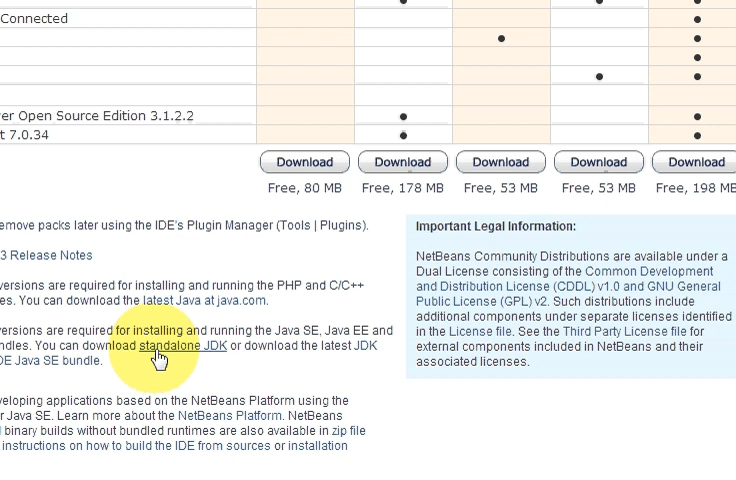 Connected
er Open Source Edition 3.1.2.2
t 7.0.34
Download Download Download Download Download
Free, 80 MB Free, 178 MB Free, 53 MB Free, 53 MB Free, 198 MB
emove packs later using the IDE's Plugin Manager (Tools | Plugins).
3 Release Notes
versions are required for installing and running the PHP and C/C++
es. You can download the latest Java at java.com.
versions are required for installing and running the Java SE, Java EE and
ndles. You can download standalone JDK or download the latest JDK
DE Java SE bundle.
veloping applications based on the NetBeans Platform using the
r Java SE. Learn more about the NetBeans Platform. NetBeans
binary builds without bundled runtimes are also available in zip file
instructions on how to build the IDE from sources or installation
Important Legal Information:
NetBeans Community Distributions are available under a
Dual License consisting of the Common Development
and Distribution License (CDDL) v1.0 and GNU General
Public License (GPL) v2. Such distributions include
additional components under separate licenses identified
in the License file. See the Third Party License file for
external components included in NetBeans and their
associated licenses.